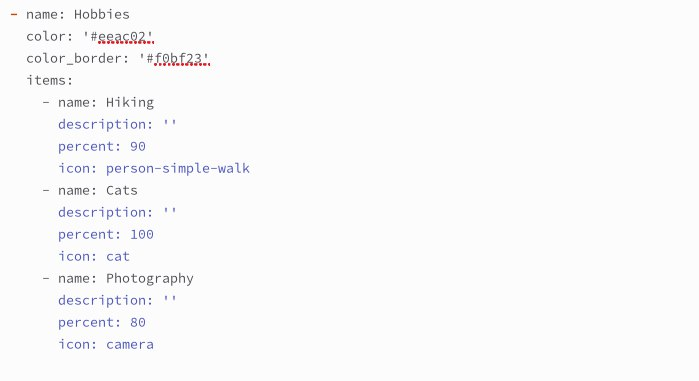 - name: Hobbies
  color: '#eeac02'
  color_border: '#f0bf23'
  items:
    - name: Hiking
      description: ''
      percent: 90
      icon: person-simple-walk
    - name: Cats
      description: ''
      percent: 100
      icon: cat
    - name: Photography
      description: ''
      percent: 80
      icon: camera